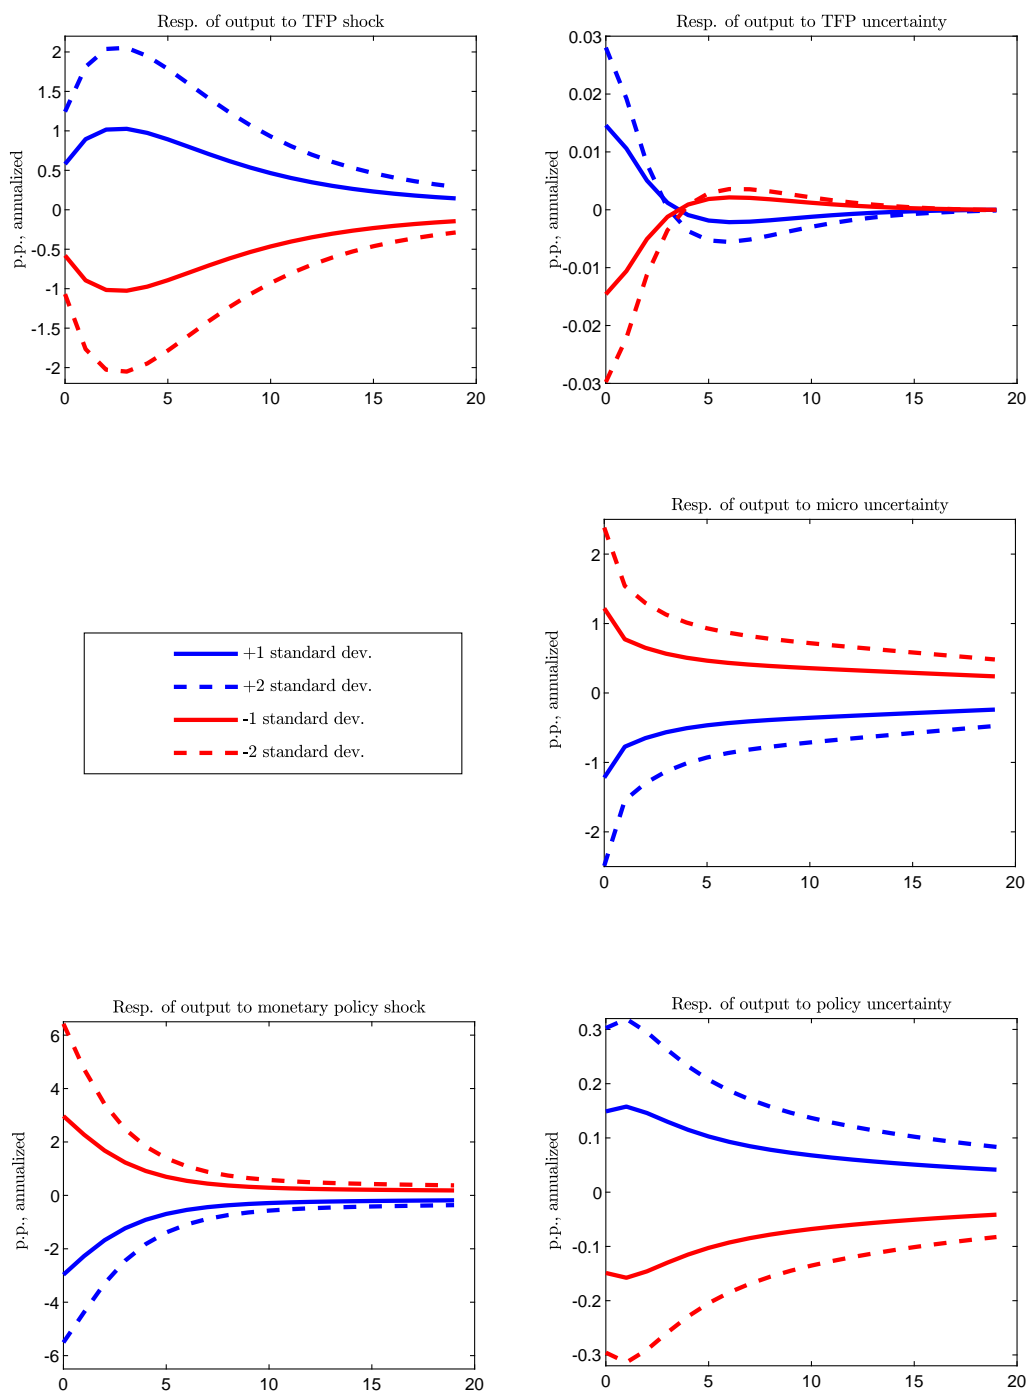 Resp. of output to TFP shock
p.p., annualized
2
1.5
1
0.5
0
-0.5
-1
-1.5
-2
0 5 10 15 20
Resp. of output to TFP uncertainty
p.p., annualized
0.03
0.02
0.01
0
-0.01
-0.02
-0.03
0 5 10 15 20
+1 standard dev.
+2 standard dev.
-1 standard dev.
-2 standard dev.
Resp. of output to micro uncertainty
p.p., annualized
2
1
0
-1
-2
0 5 10 15 20
Resp. of output to monetary policy shock
p.p., annualized
6
4
2
0
-2
-4
-6
0 5 10 15 20
Resp. of output to policy uncertainty
p.p., annualized
0.3
0.2
0.1
0
-0.1
-0.2
-0.3
0 5 10 15 20